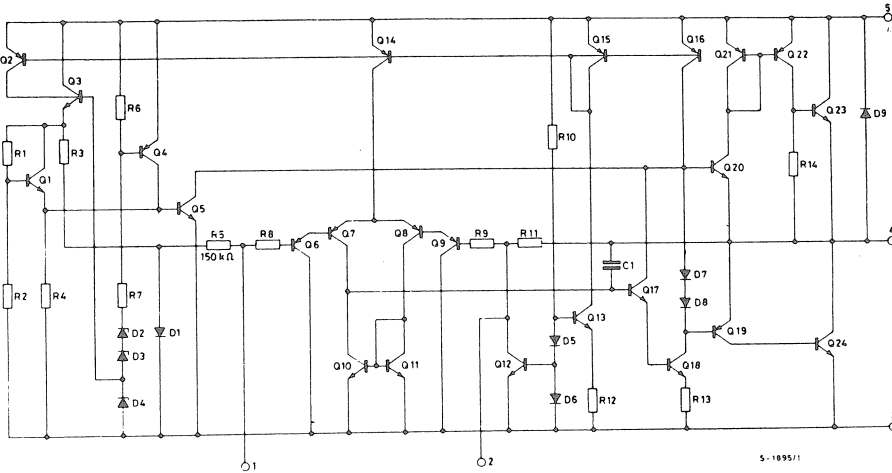 5
Q2
Q3
Q14
Q15
Q16
Q21
Q22
Q23
D9
R6
R10
R1
R3
Q1
Q4
Q5
R14
Q20
R5
150 kΩ
R8
Q6
Q7
Q8
Q9
R9
R11
4
C1
Q17
D7
D8
R2
R4
R7
D2
D3
D4
D1
Q10
Q11
Q12
Q13
D5
D6
R12
Q18
R13
Q19
Q24
1
2
S-1895/1